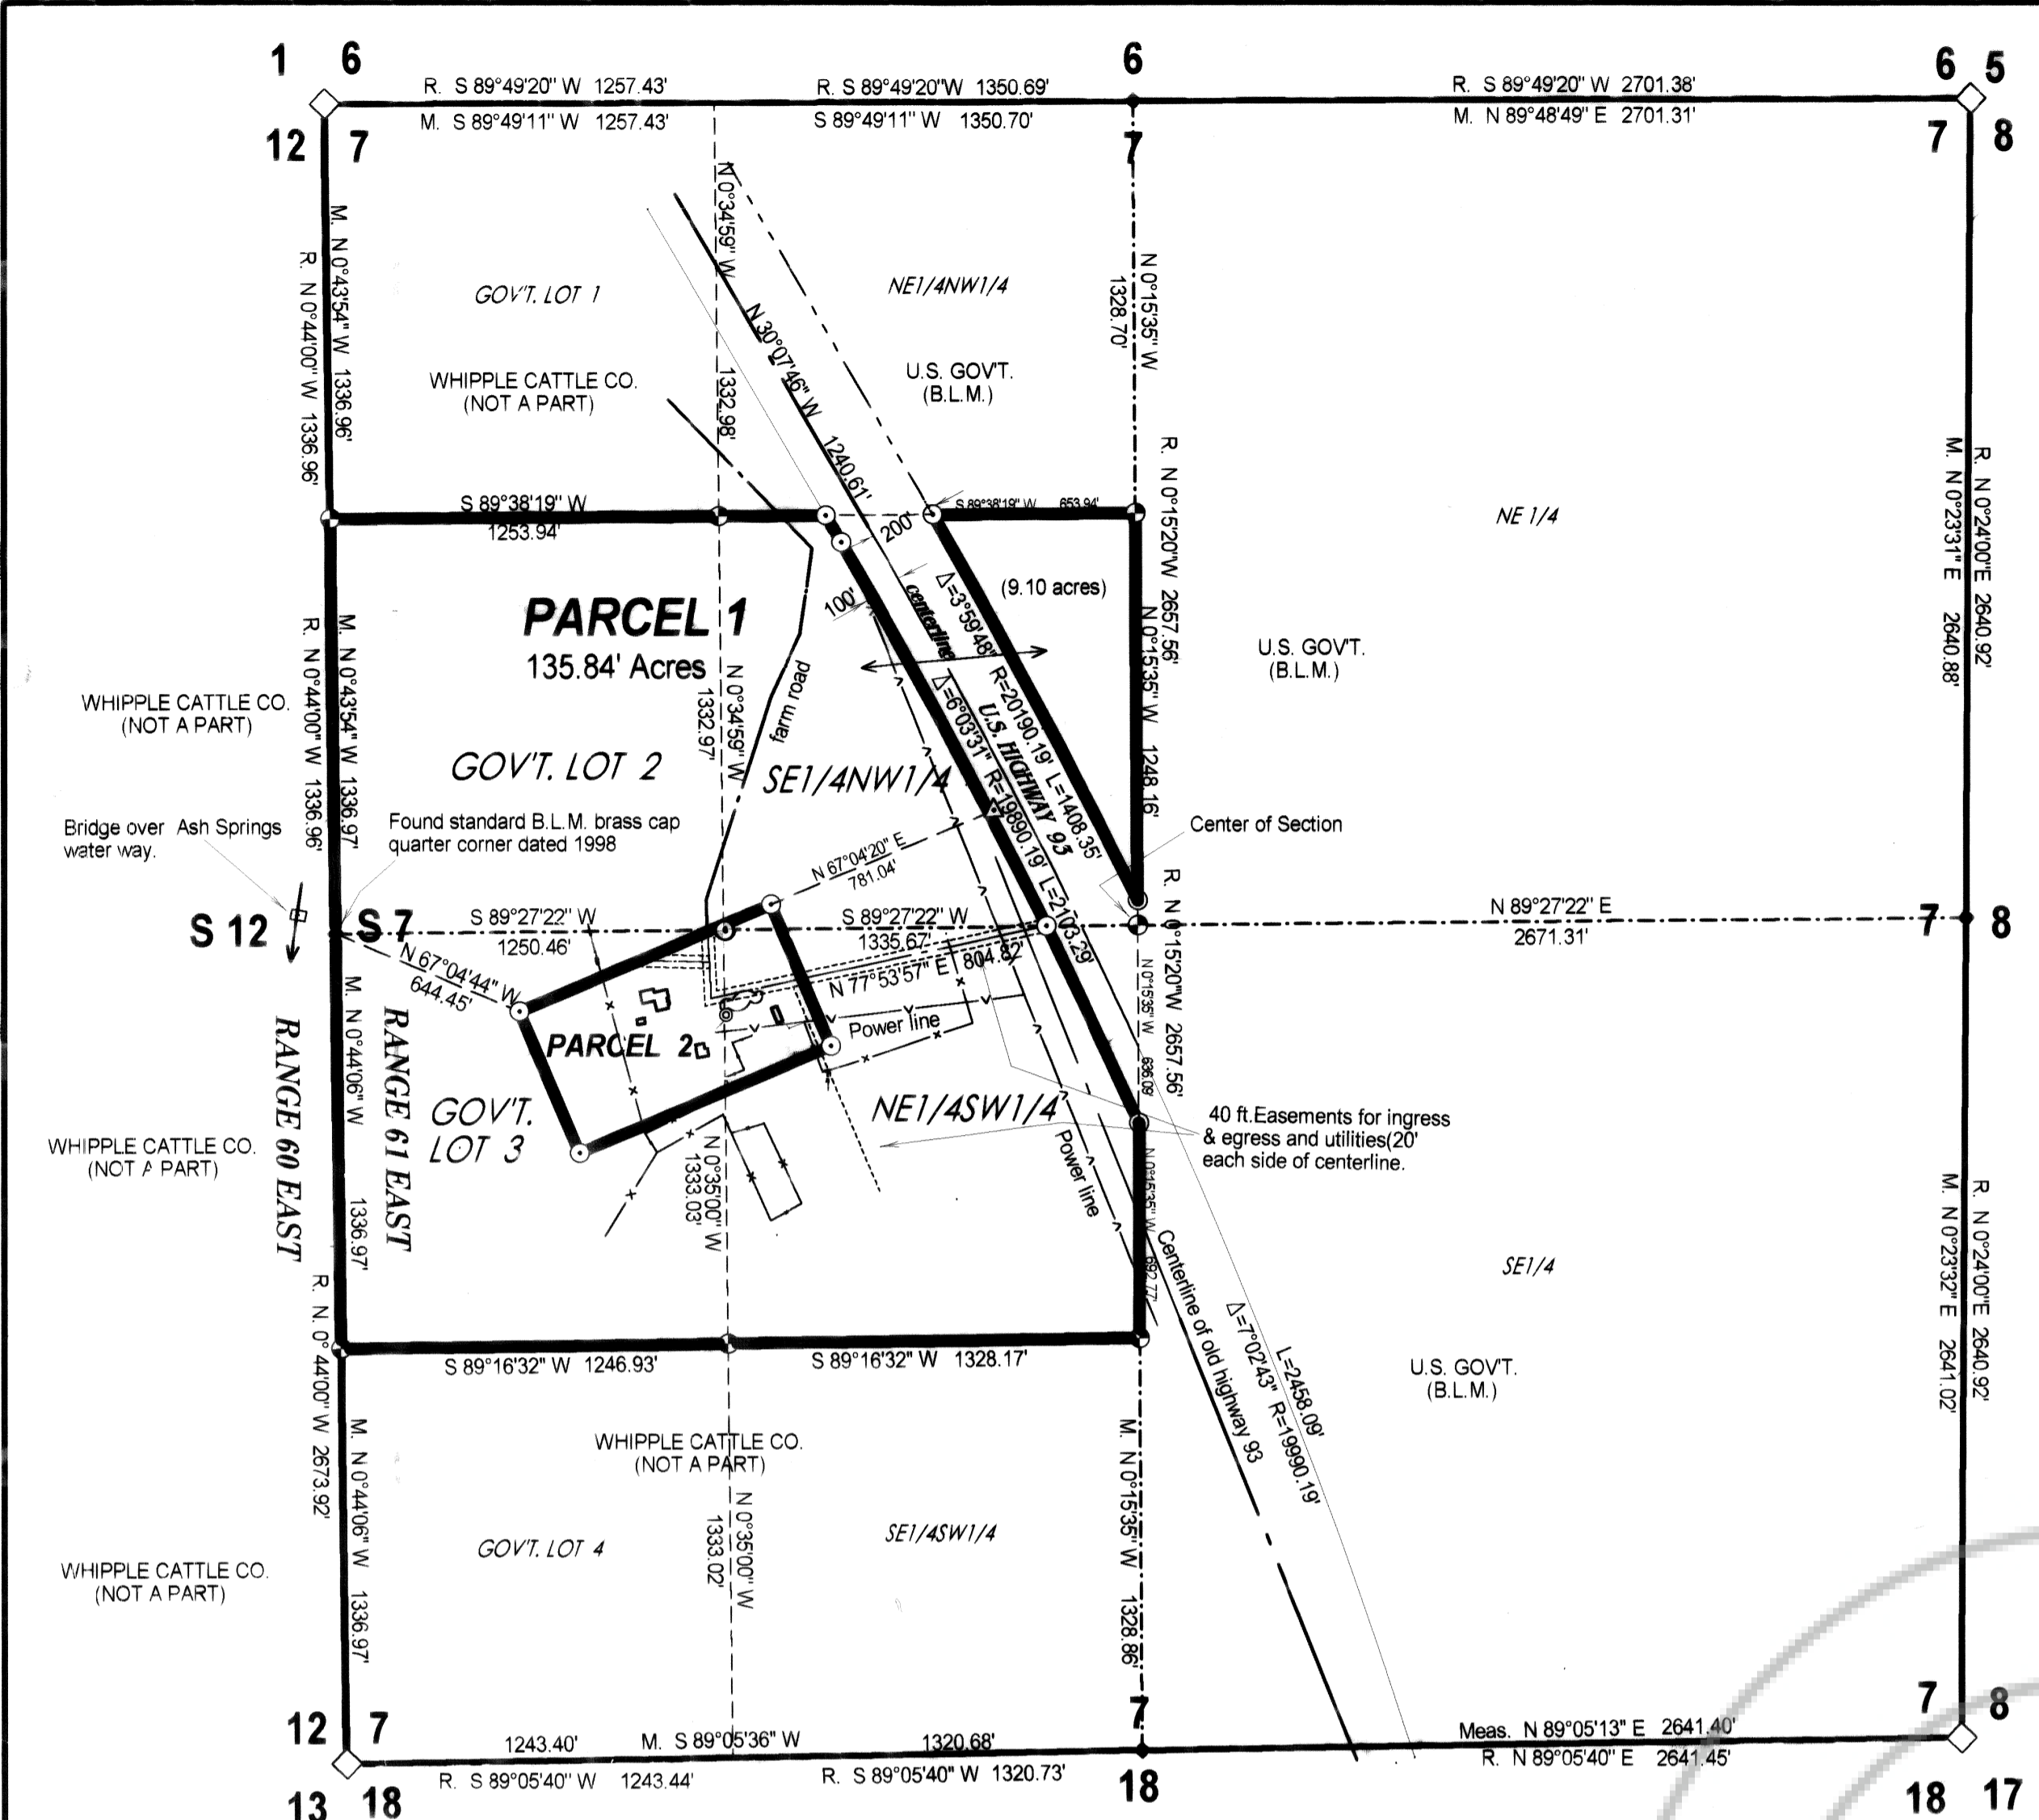 1 6 6 6 5
R. S 89°49'20" W 1257.43' R. S 89°49'20"W 1350.69' R. S 89°49'20" W 2701.38'
M. S 89°49'11" W 1257.43' S 89°49'11" W 1350.70' M. N 89°48'49" E 2701.31'
12 7 7 7 8
M. N 0°43'54" W 1336.96'
R. N 0°44'00" W 1336.96'
N 0°34'59" W 1332.98'
N 30°07'46" W 1240.61'
N 0°15'35" W
1328.70'
GOV'T. LOT 1
NE1/4NW1/4
WHIPPLE CATTLE CO.
(NOT A PART)
U.S. GOV'T.
(B.L.M.)
R. N 0°15'20"W 2657.56'
M. N 0°23'31" E 2640.88'
R. N 0°24'00"E 2640.92'
NE 1/4
S 89°38'19" W
1253.94'
S 89°38'19" W 653.94'
200'
100'
centerline
(9.10 acres)
PARCEL 1
135.84' Acres
R. N 0°44'00" W 1336.96'
M. N 0°43'54" W 1336.97'
N 0°34'59" W
1332.97'
farm road
Δ=3°59'48" R=20190.19' L=1408.35'
U.S. HIGHWAY 93
Δ=6°03'31" R=19890.19' L=2103.29'
N 0°15'35" W 1248.16'
U.S. GOV'T.
(B.L.M.)
WHIPPLE CATTLE CO.
(NOT A PART)
GOV'T. LOT 2
SE1/4NW1/4
Bridge over Ash Springs
water way.
Found standard B.L.M. brass cap
quarter corner dated 1998
Center of Section
N 67°04'20" E
781.04'
S 12 S 7
S 89°27'22" W
1250.46'
S 89°27'22" W
1335.67'
N 89°27'22" E
2671.31'
7 8
N 67°04'44" W
644.45'
N 77°53'57" E 804.82'
Power line
PARCEL 2
RANGE 60 EAST
RANGE 61 EAST
M. N 0°44'06" W 1336.97'
N 0°15'35" W 636.09'
R. N 0°15'20"W 2657.56'
GOV'T.
LOT 3
NE1/4SW1/4
40 ft.Easements for ingress
& egress and utilities(20'
each side of centerline.
WHIPPLE CATTLE CO.
(NOT A PART)
N 0°35'00" W
1333.03'
Power line
N 0°15'35" W 692.77'
Centerline of old highway 93
Δ=7°02'43" R=19990.19'
L=2458.09'
SE1/4
M. N 0°23'32" E 2641.02'
R. N 0°24'00"E 2640.92'
S 89°16'32" W 1246.93' S 89°16'32" W 1328.17'
U.S. GOV'T.
(B.L.M.)
R. N. 0° 44'00" W 2673.92'
M. N 0°44'06" W 1336.97'
WHIPPLE CATTLE CO.
(NOT A PART)
N 0°35'00" W
1333.02'
M. N 0°15'35" W 1328.86'
GOV'T. LOT 4
SE1/4SW1/4
WHIPPLE CATTLE CO.
(NOT A PART)
12 7 7 7 8
1243.40' M. S 89°05'36" W 1320.68' Meas. N 89°05'13" E 2641.40'
R. S 89°05'40" W 1243.44' R. S 89°05'40" W 1320.73' R. N 89°05'40" E 2641.45'
13 18 18 18 17